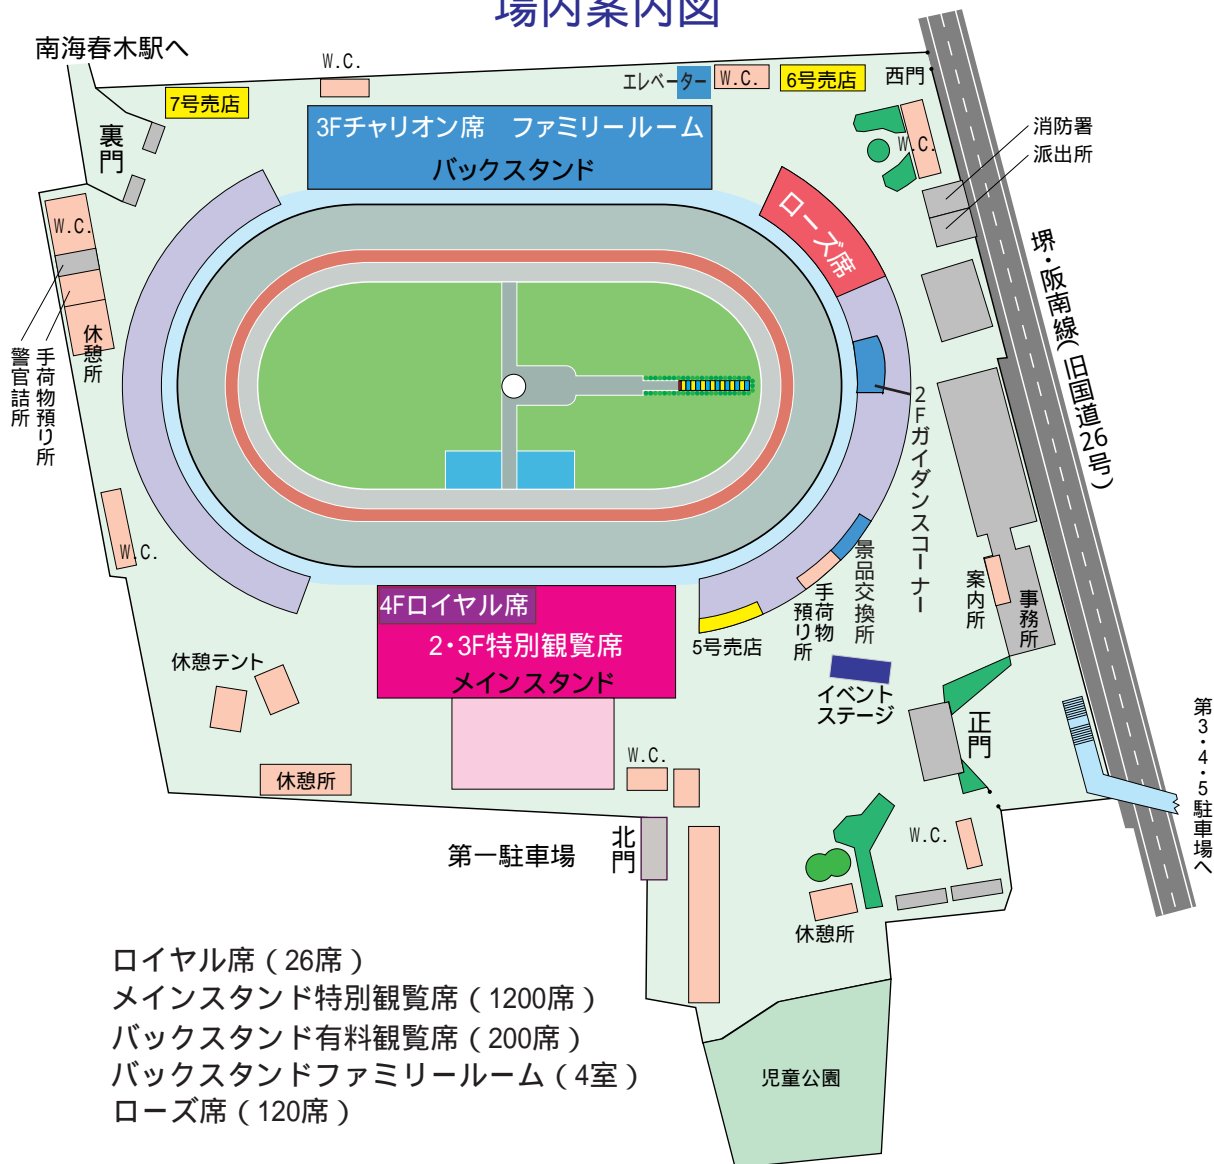 場内案内図
南海春木駅へ
W.C.
エレベーター
W.C.
6号売店
西門
7号売店
3Fチャリオン席　ファミリールーム
バックスタンド
裏門
W.C.
消防署
派出所
ローズ席
W.C.
堺・阪南線(旧国道26号)
休憩所
手荷物預り所
警官詰所
2Fガイダンスコーナー
W.C.
景品交換所
手荷物
預り所
案内所
事務所
4Fロイヤル席
2・3F特別観覧席
メインスタンド
5号売店
イベント
ステージ
休憩テント
正門
第3・4・5駐車場へ
W.C.
休憩所
北門
第一駐車場
W.C.
休憩所
ロイヤル席（26席）
メインスタンド特別観覧席（1200席）
バックスタンド有料観覧席（200席）
バックスタンドファミリールーム（4室）
ローズ席（120席）
児童公園